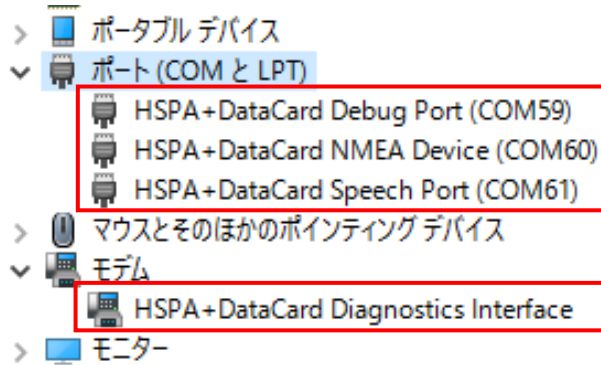 ポータブル デバイス
ポート (COM と LPT)
HSPA+DataCard Debug Port (COM59)
HSPA+DataCard NMEA Device (COM60)
HSPA+DataCard Speech Port (COM61)
マウスとそのほかのポインティング デバイス
モデム
HSPA+DataCard Diagnostics Interface
モニター